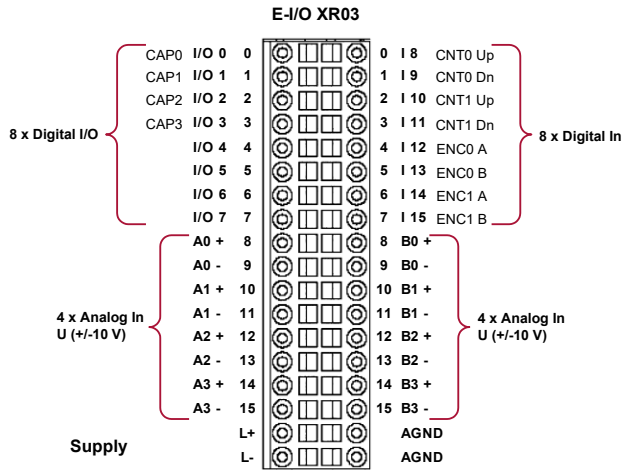 E-I/O XR03
CAP0 I/O 0 0 0 I 8 CNT0 Up
CAP1 I/O 1 1 1 I 9 CNT0 Dn
CAP2 I/O 2 2 2 I 10 CNT1 Up
CAP3 I/O 3 3 3 I 11 CNT1 Dn
8 x Digital I/O 8 x Digital In
I/O 4 4 4 I 12 ENC0 A
I/O 5 5 5 I 13 ENC0 B
I/O 6 6 6 I 14 ENC1 A
I/O 7 7 7 I 15 ENC1 B
A0 + 8 8 B0 +
A0 - 9 9 B0 -
A1 + 10 10 B1 +
A1 - 11 11 B1 -
4 x Analog In 4 x Analog In
U (+/-10 V) U (+/-10 V)
A2 + 12 12 B2 +
A2 - 13 13 B2 -
A3 + 14 14 B3 +
A3 - 15 15 B3 -
L+ AGND
Supply
L- AGND